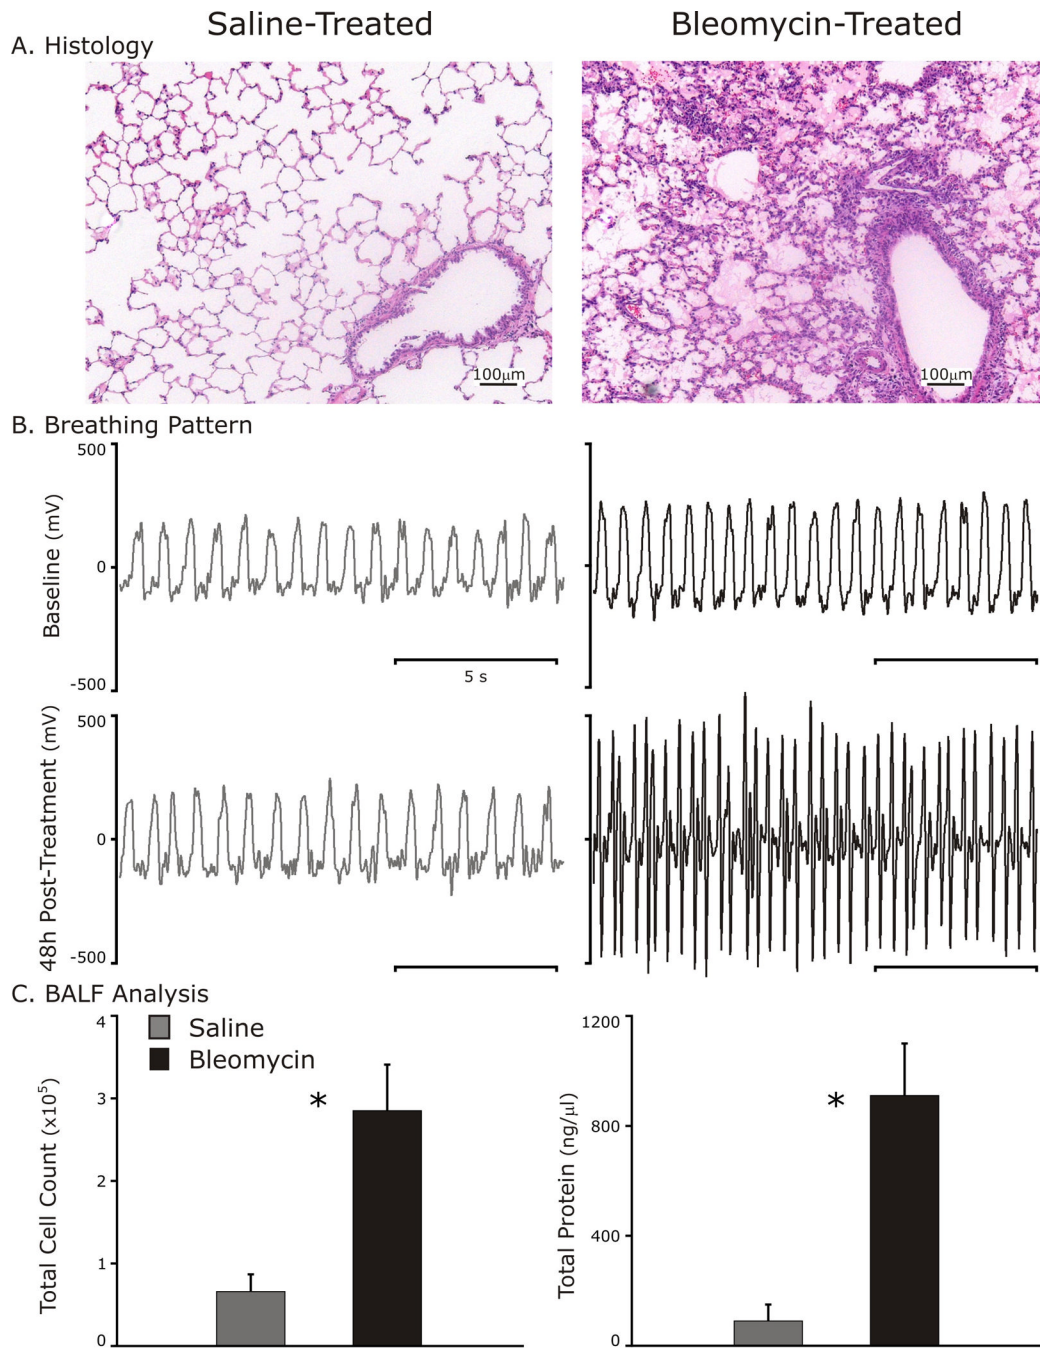 Saline-Treated
Bleomycin-Treated
A. Histology
100μm
100μm
B. Breathing Pattern
Baseline (mV)
500
0
-500
5 s
48h Post-Treatment (mV)
500
0
-500
C. BALF Analysis
Total Cell Count (x10⁵)
4
3
2
1
0
Saline
Bleomycin
*
Total Protein (ng/μl)
1200
800
400
0
*